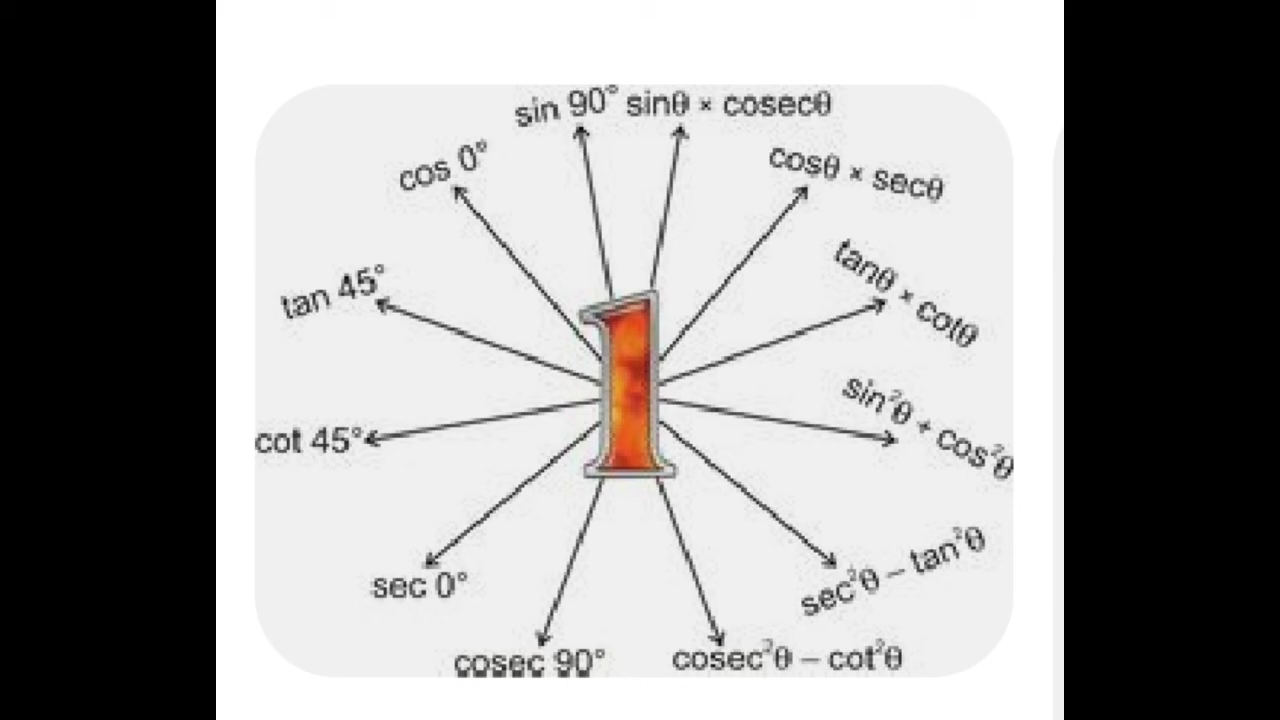 sin 90° sinθ × cosecθ
cos 0°
cosθ × secθ
tan 45°
tanθ × cotθ
1
cot 45°
sin²θ + cos²θ
sec 0°
sec²θ – tan²θ
cosec 90°
cosec²θ – cot²θ